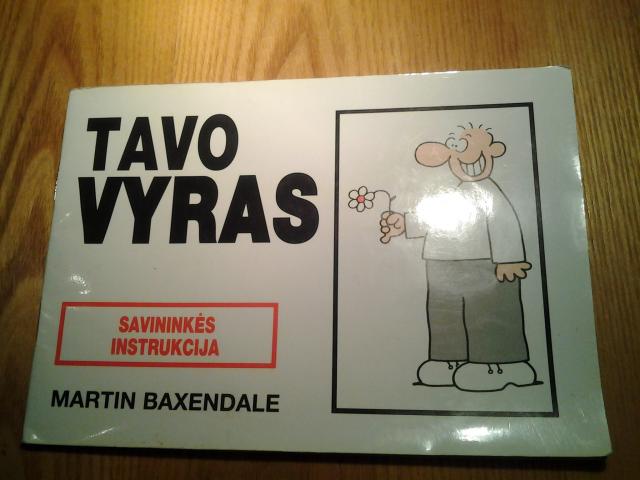 TAVO
VYRAS
SAVININKĖS
INSTRUKCIJA
MARTIN BAXENDALE